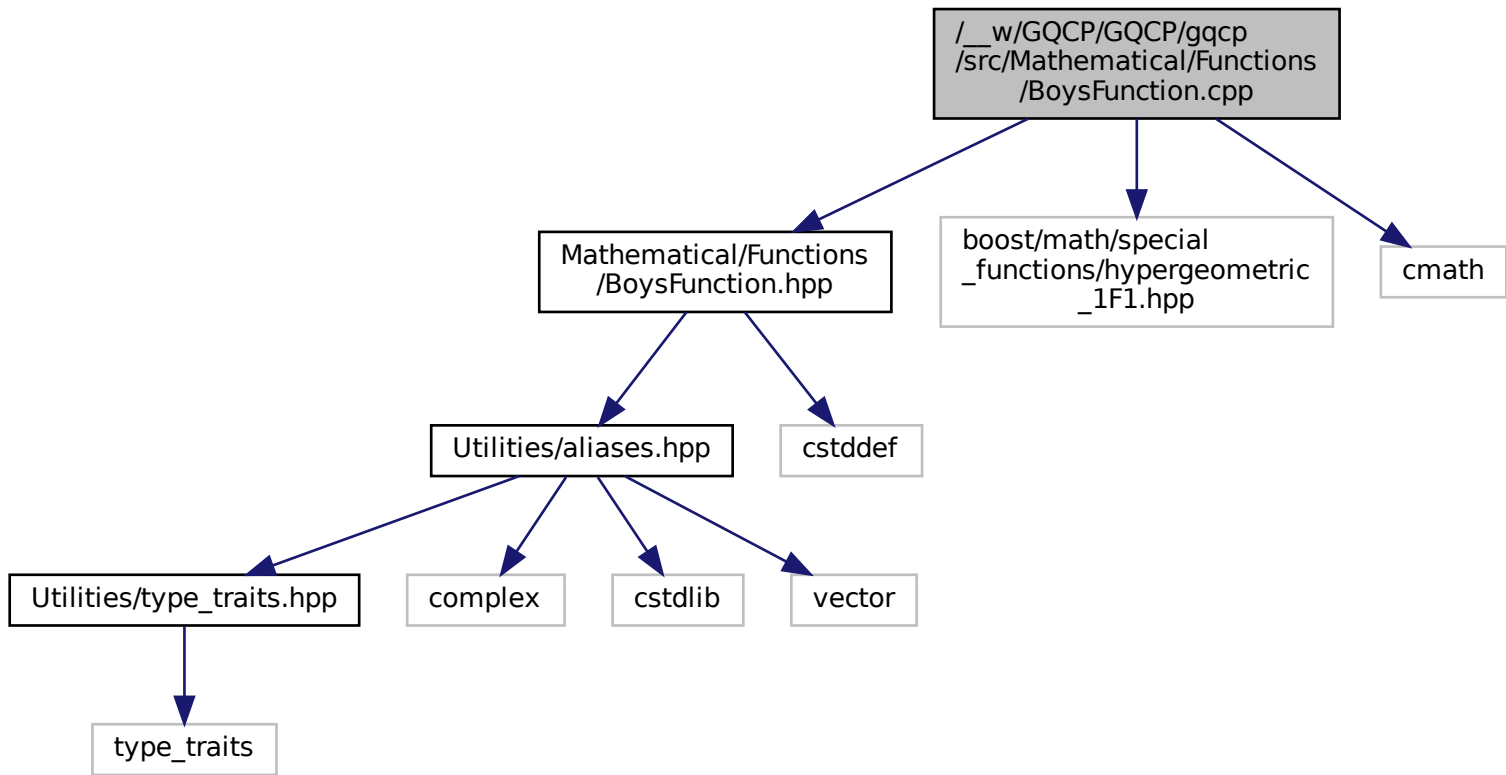 /__w/GQCP/GQCP/gqcp
/src/Mathematical/Functions
/BoysFunction.cpp
Mathematical/Functions
/BoysFunction.hpp
boost/math/special
_functions/hypergeometric
_1F1.hpp
cmath
Utilities/aliases.hpp
cstddef
Utilities/type_traits.hpp
complex
cstdlib
vector
type_traits